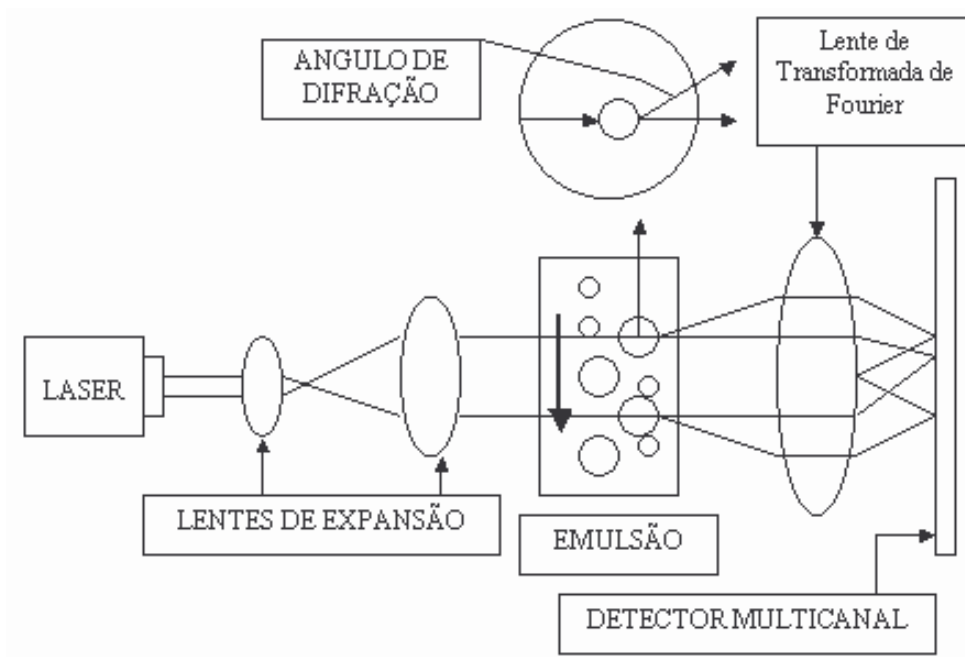 ANGULO DE
DIFRAÇÃO
Lente de
Transformada de
Fourier
LASER
LENTES DE EXPANSÃO
EMULSÃO
DETECTOR MULTICANAL